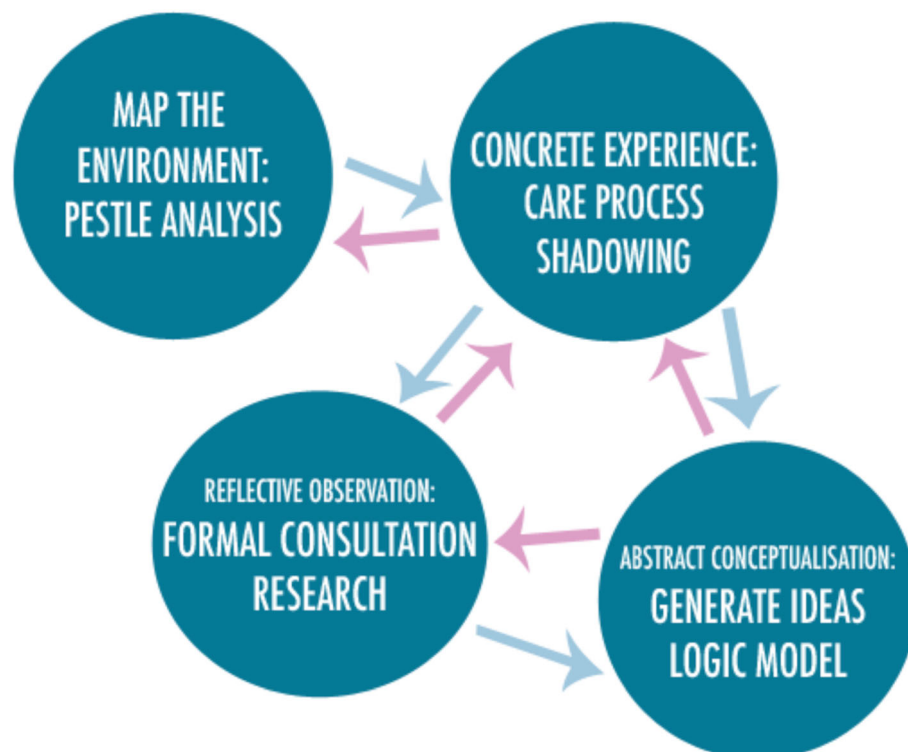 MAP THE
ENVIRONMENT:
PESTLE ANALYSIS
CONCRETE EXPERIENCE:
CARE PROCESS
SHADOWING
REFLECTIVE OBSERVATION:
FORMAL CONSULTATION
RESEARCH
ABSTRACT CONCEPTUALISATION:
GENERATE IDEAS
LOGIC MODEL